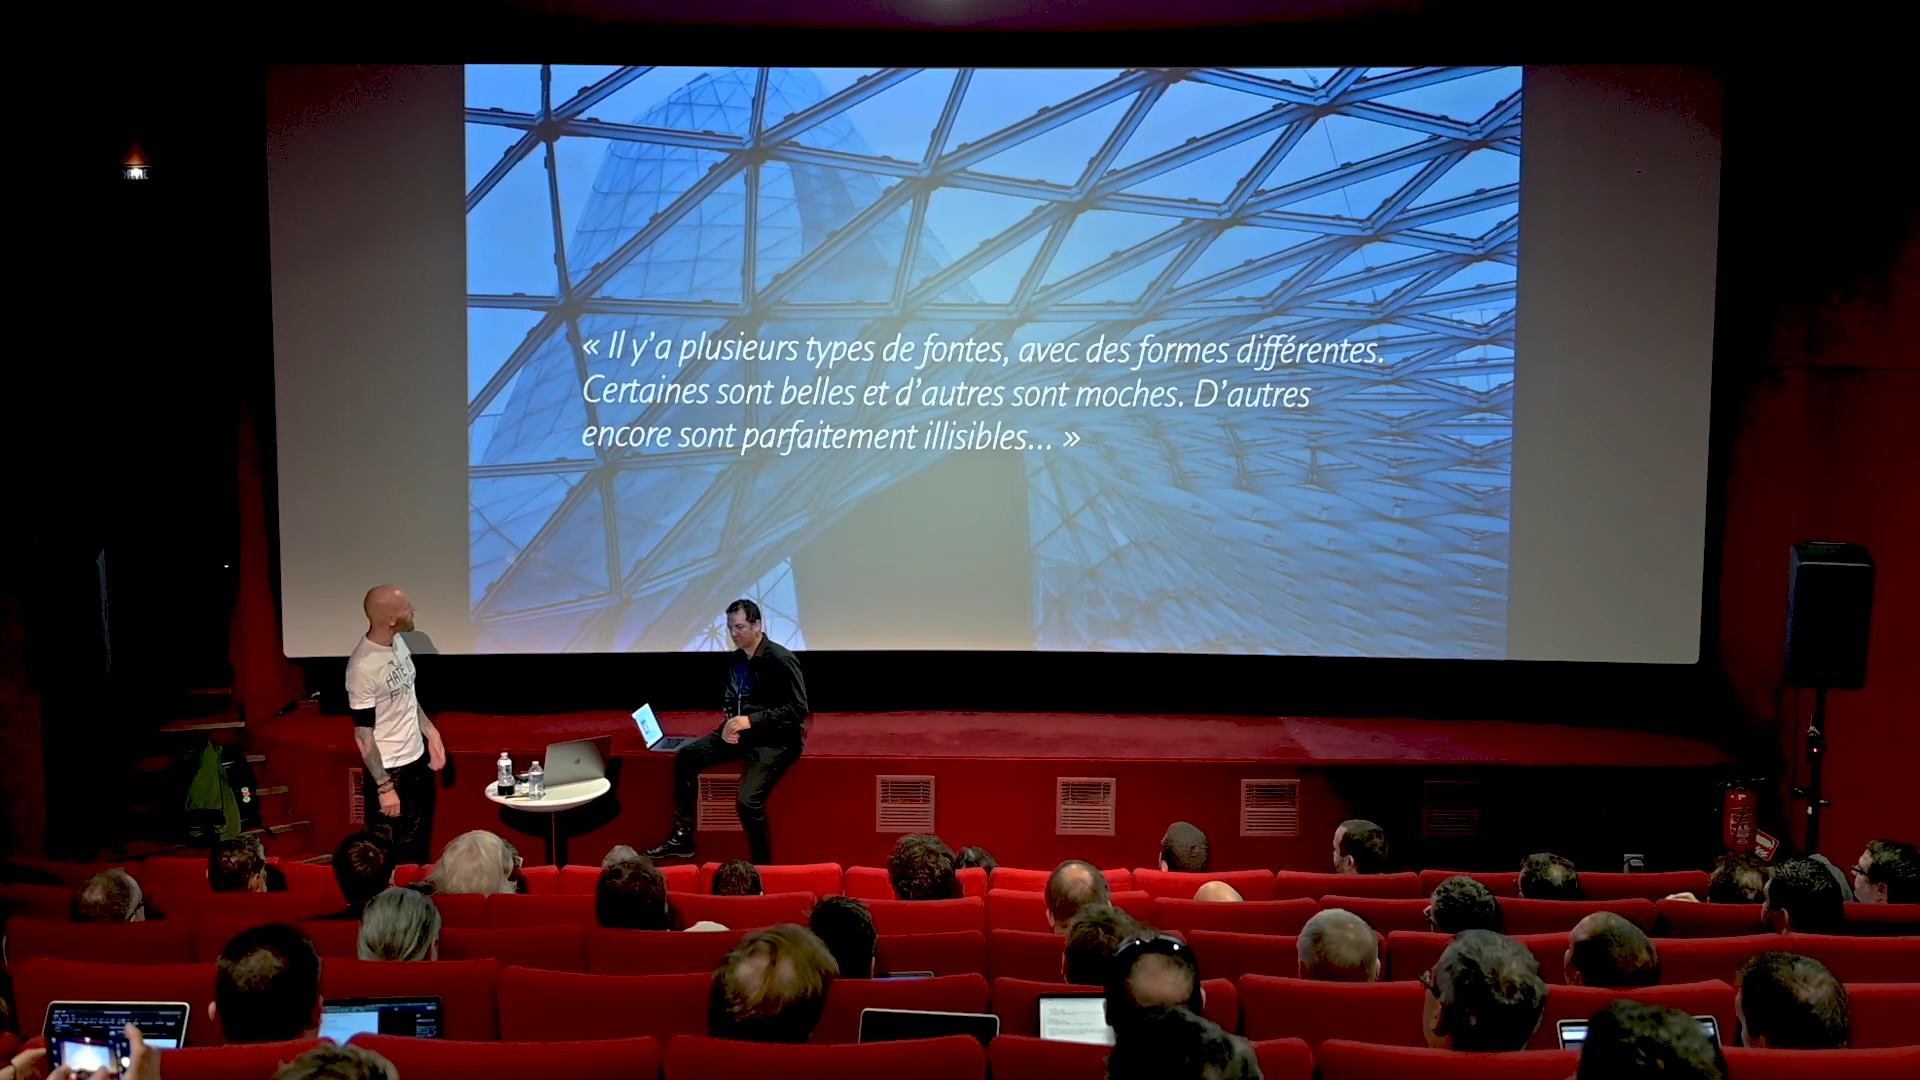 « Il y’a plusieurs types de fontes, avec des formes différentes.
Certaines sont belles et d’autres sont moches. D’autres
encore sont parfaitement illisibles... »
HATE